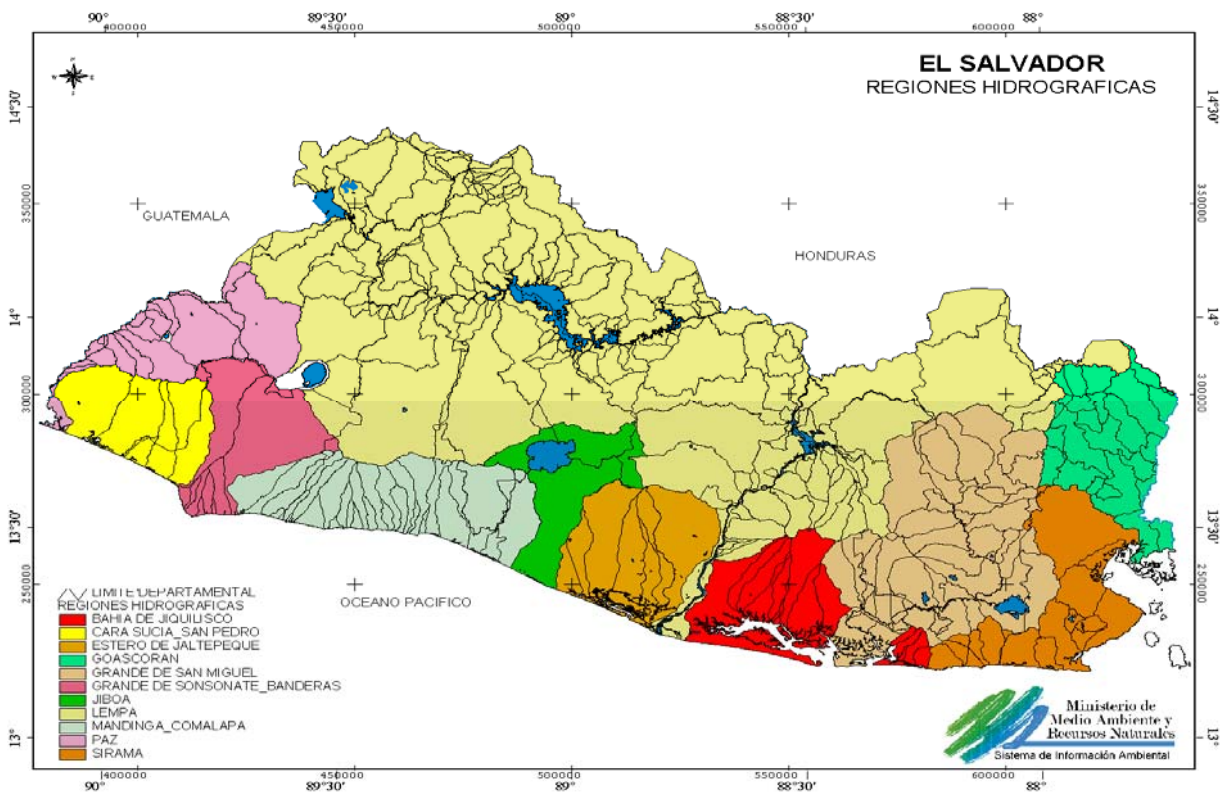 90° 89°30' 89° 88°30' 88°
400000 450000 500000 550000 600000
EL SALVADOR
REGIONES HIDROGRAFICAS
14°30' 14°30'
350000 350000
GUATEMALA
HONDURAS
14° 14°
300000 300000
13°30' 13°30'
250000 250000
OCEANO PACIFICO
LIMITE DEPARTAMENTAL
REGIONES HIDROGRAFICAS
BAHIA DE JIQUILISCO
CARA SUCIA_SAN PEDRO
ESTERO DE JALTEPEQUE
GOASCORAN
GRANDE DE SAN MIGUEL
GRANDE DE SONSONATE_BANDERAS
JIBOA
LEMPA
MANDINGA_COMALAPA
PAZ
SIRAMA
Ministerio de
Medio Ambiente y
Recursos Naturales
Sistema de Información Ambiental
13° 13°
400000 450000 500000 550000 600000
90° 89°30' 89° 88°30' 88°